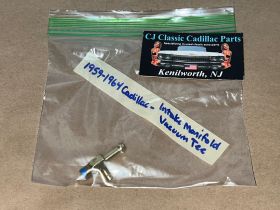 CJ Classic Cadillac Parts
Kenilworth, NJ
1959-1964 Cadillac - Intake Manifold
Vacuum Tee